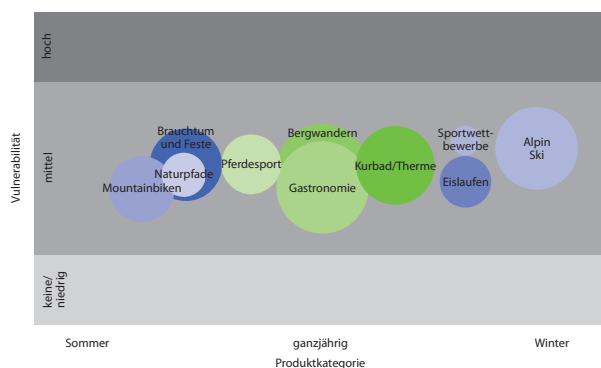 hoch
Vulnerabilität
mittel
keine/
niedrig
Brauchtum
und Feste
Naturpfade
Mountainbiken
Pferdesport
Bergwandern
Gastronomie
Kurbad/Therme
Sportwett-
bewerbe
Eislaufen
Alpin
Ski
Sommer
ganzjährig
Winter
Produktkategorie